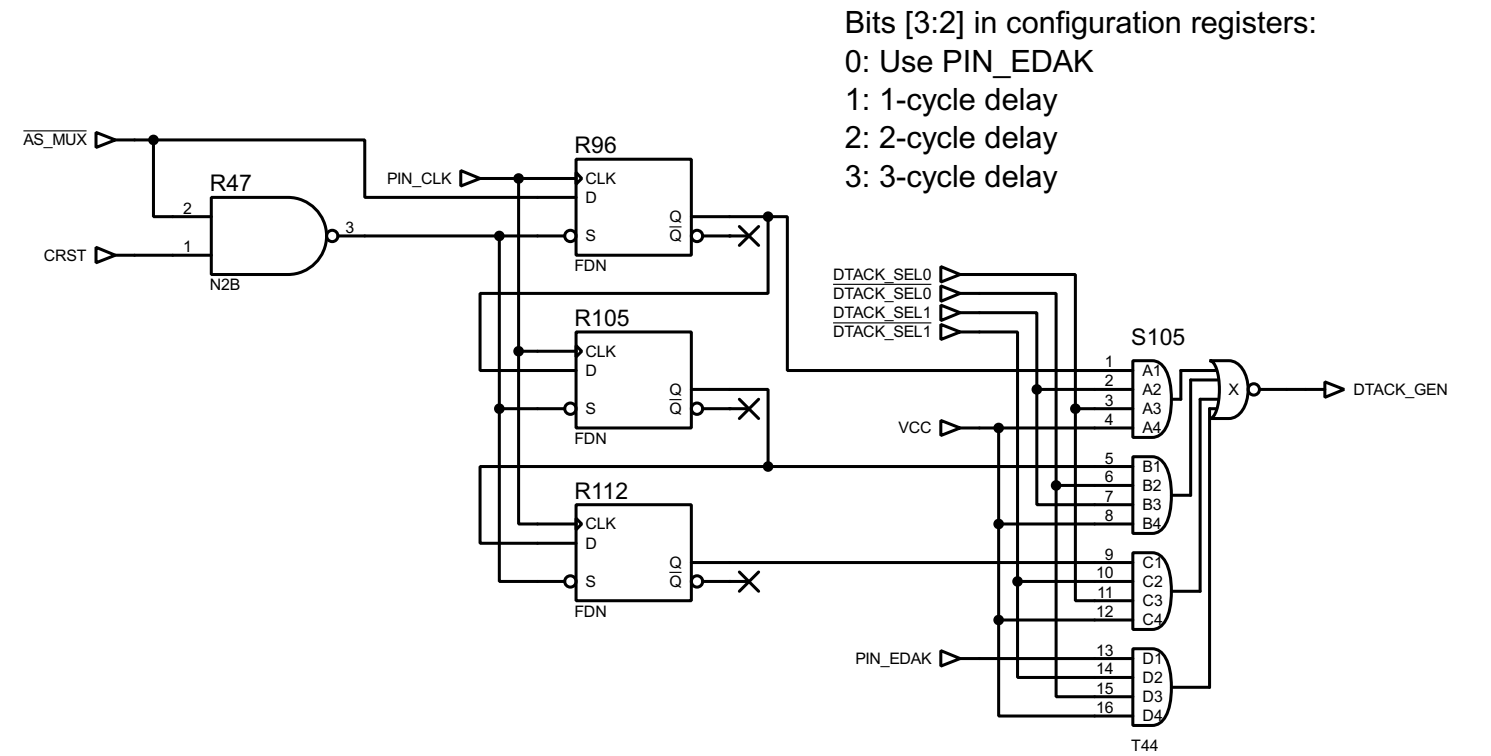 Bits [3:2] in configuration registers:
0: Use PIN_EDAK
1: 1-cycle delay
2: 2-cycle delay
3: 3-cycle delay
AS_MUX
R47
2
1
3
N2B
CRST
PIN_CLK
R96
CLK
D
S
Q
Q
FDN
R105
CLK
D
S
Q
Q
FDN
R112
CLK
D
S
Q
Q
FDN
DTACK_SEL0
DTACK_SEL0
DTACK_SEL1
DTACK_SEL1
VCC
PIN_EDAK
S105
1 A1
2 A2
3 A3
4 A4
5 B1
6 B2
7 B3
8 B4
9 C1
10 C2
11 C3
12 C4
13 D1
14 D2
15 D3
16 D4
X
DTACK_GEN
T44